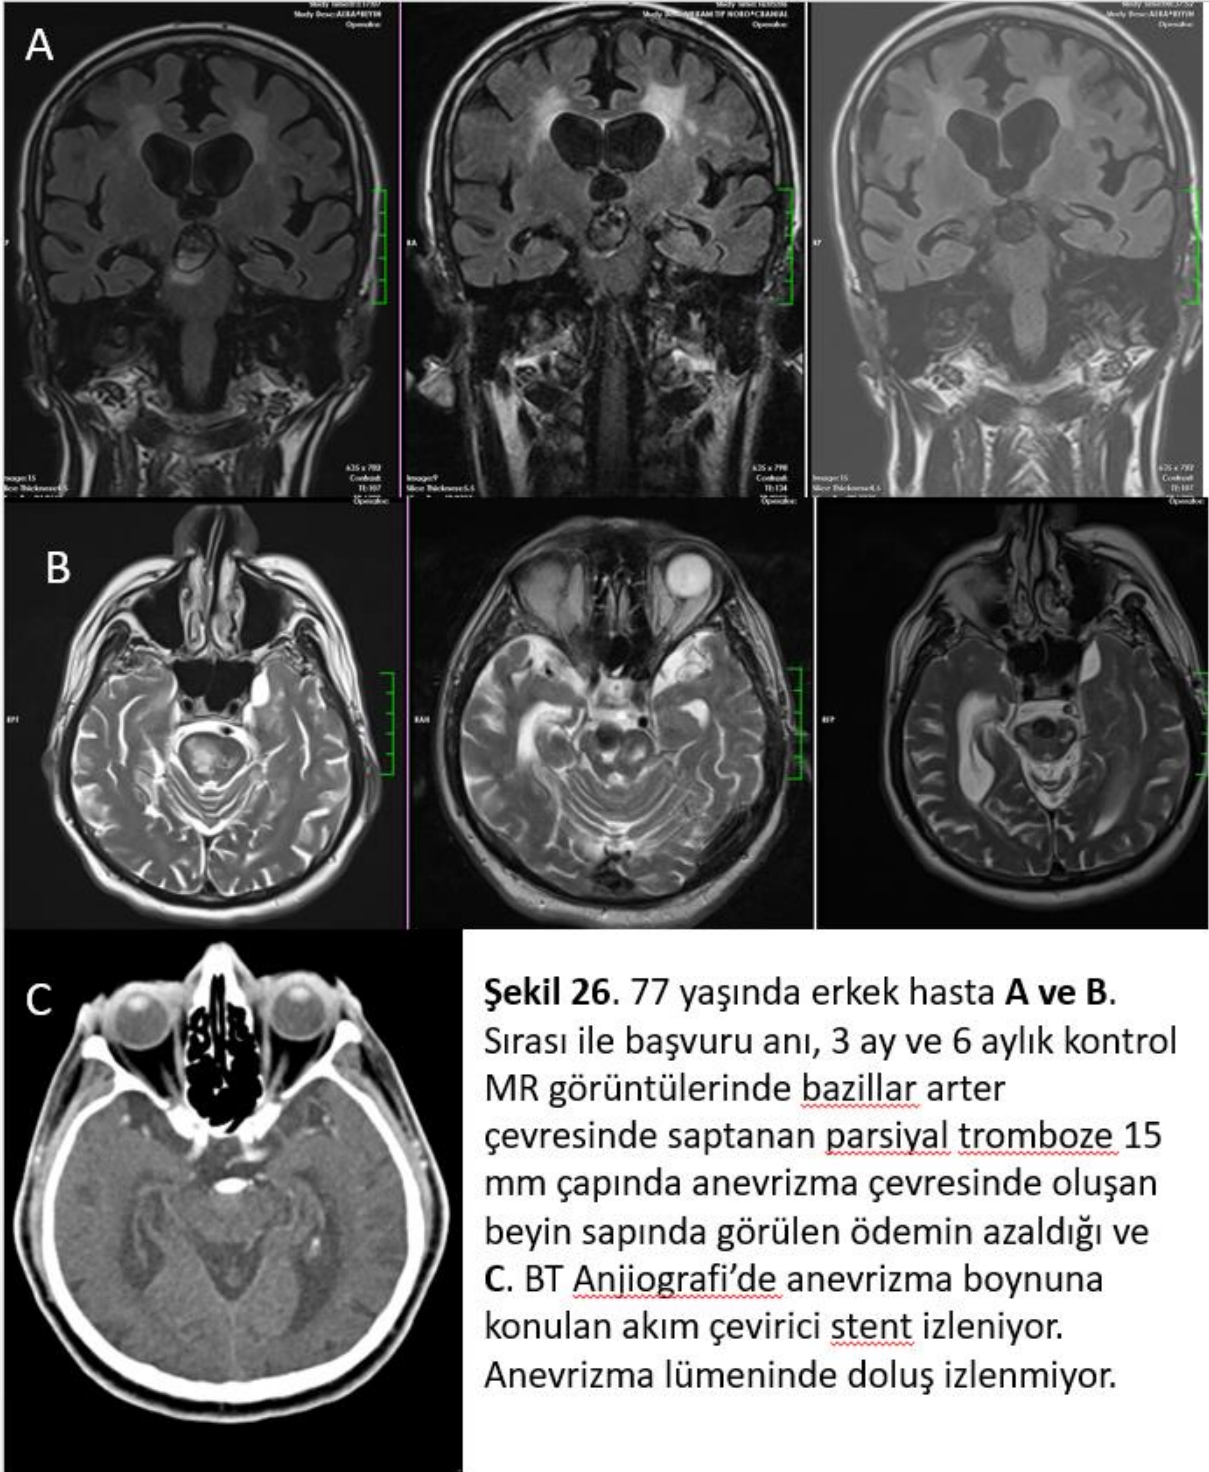 A
B
C
Şekil 26. 77 yaşında erkek hasta A ve B.
Sırası ile başvuru anı, 3 ay ve 6 aylık kontrol
MR görüntülerinde bazillar arter
çevresinde saptanan parsiyal tromboze 15
mm çapında anevrizma çevresinde oluşan
beyin sapında görülen ödemin azaldığı ve
C. BT Anjiografi’de anevrizma boynuna
konulan akım çevirici stent izleniyor.
Anevrizma lümeninde doluş izlenmiyor.